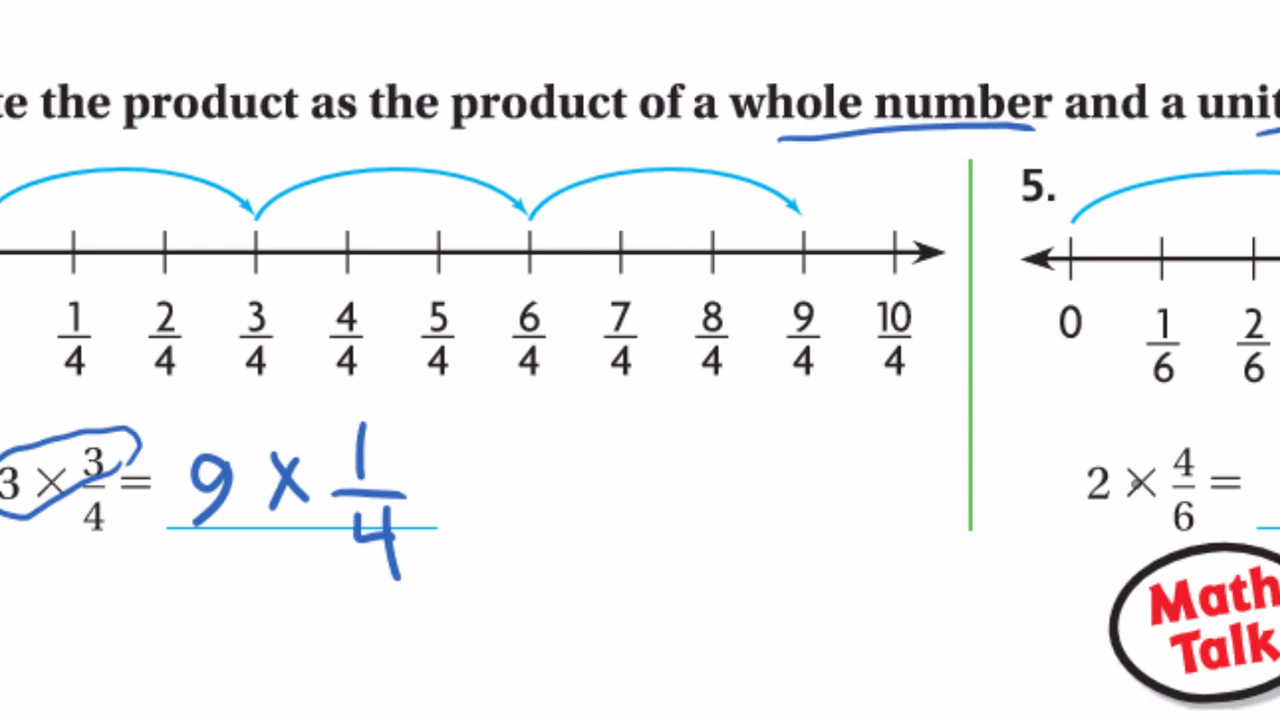 te the product as the product of a whole number and a unit
5.
1/4 2/4 3/4 4/4 5/4 6/4 7/4 8/4 9/4 10/4
0 1/6 2/6
3 × 3/4 = 9 × 1/4
2 × 4/6 =
Math
Talk